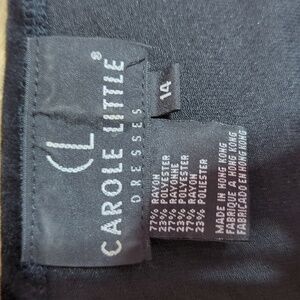 CL
CAROLE LITTLE®
DRESSES
14
77% RAYON
23% POLYESTER
77% RAYONNE
23% POLYESTER
77% RAYON
23% POLIESTER
MADE IN HONG KONG
FABRIQUE A HONG KONG
FABRICADO EN HONG KONG